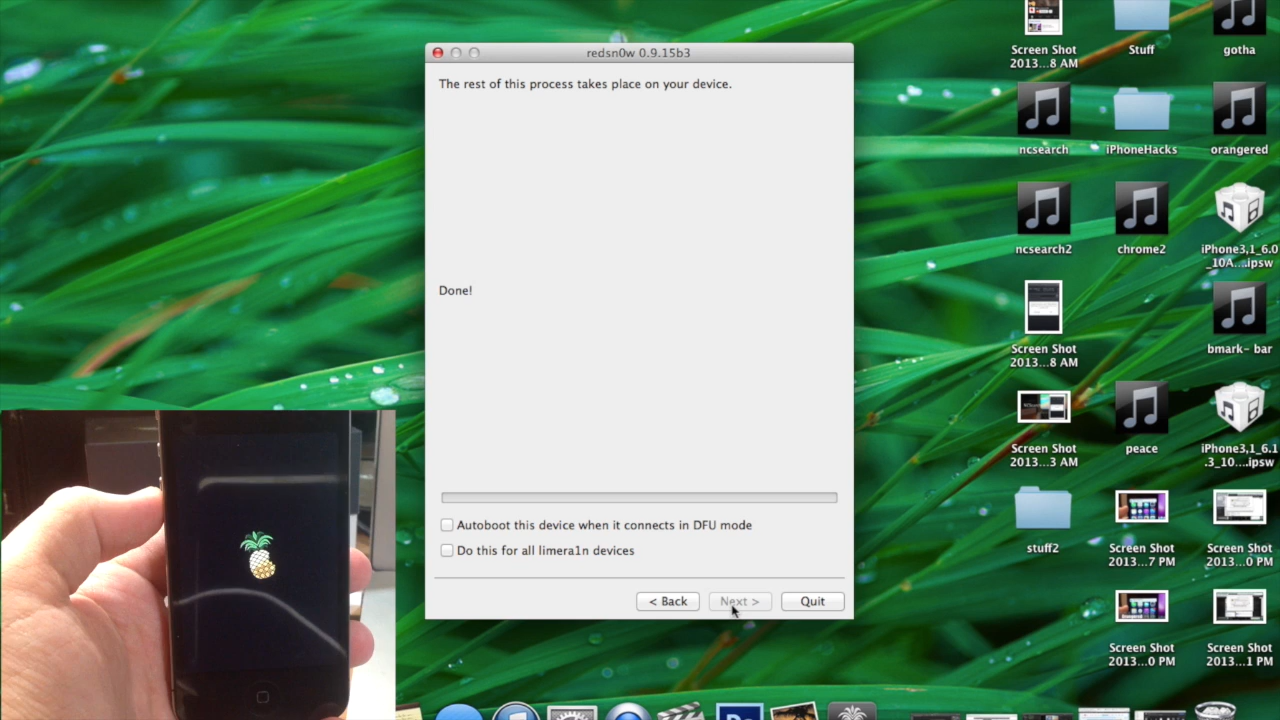 redsn0w 0.9.15b3
The rest of this process takes place on your device.
Done!
Autoboot this device when it connects in DFU mode
Do this for all limera1n devices
< Back
Next >
Quit
Screen Shot
2013...8 AM
Stuff
gotha
ncsearch
iPhoneHacks
orangered
ncsearch2
chrome2
iPhone3,1_6.0
_10A....ipsw
Screen Shot
2013...8 AM
bmark- bar
Screen Shot
2013...3 AM
peace
iPhone3,1_6.1
.3_10....ipsw
stuff2
Screen Shot
2013...7 PM
Screen Shot
2013...0 PM
Screen Shot
2013...0 PM
Screen Shot
2013...1 PM